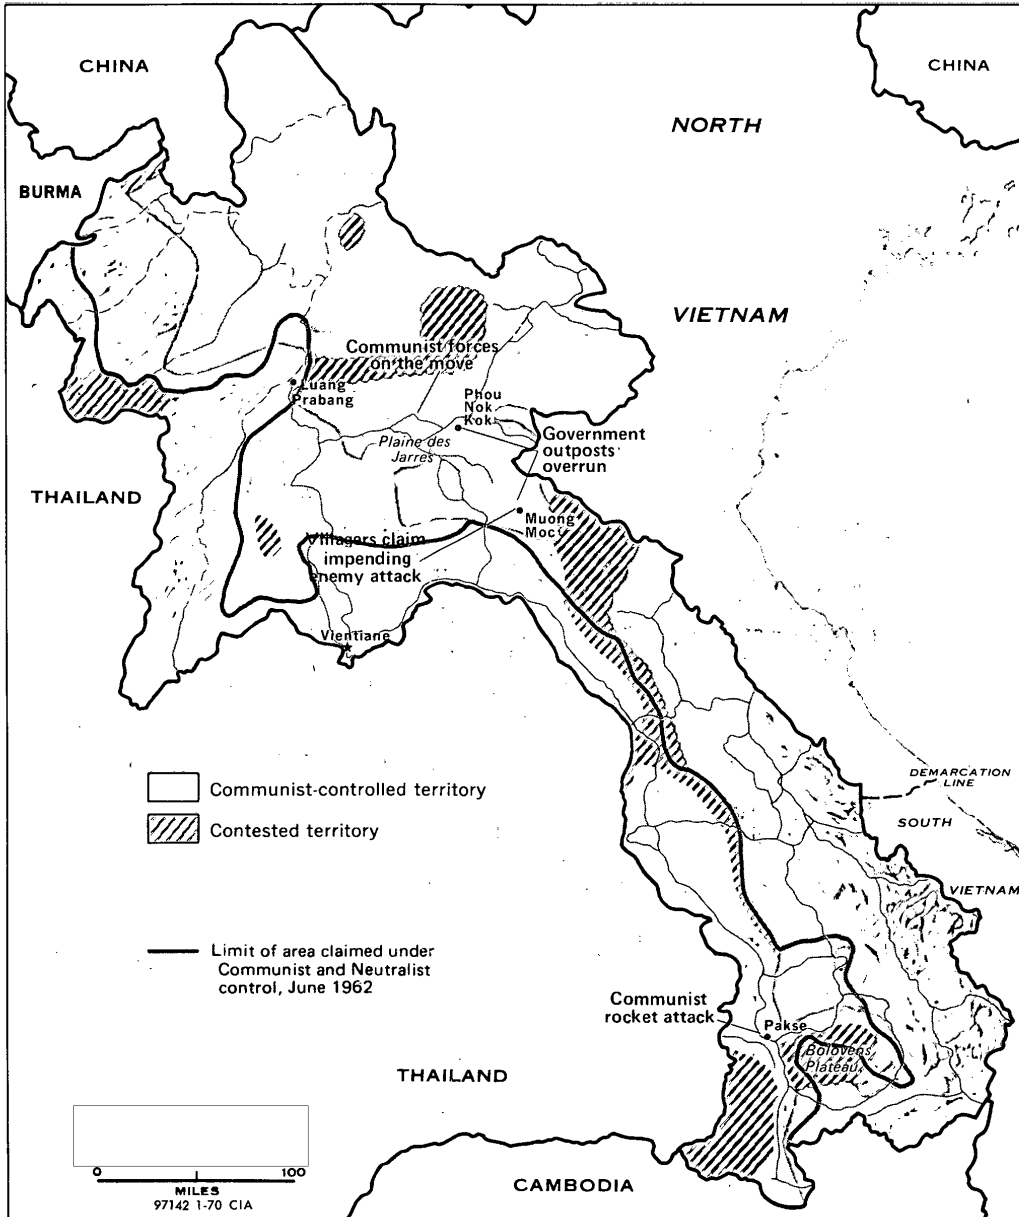 CHINA
CHINA
NORTH
BURMA
VIETNAM
Communist forces
on the move
Luang
Prabang
Phou
Nok
Kok
Plaine des
Jarres
Government
outposts
overrun
THAILAND
Muong
Moc
Villagers claim
impending
enemy attack
Vientiane
DEMARCATION
LINE
Communist-controlled territory
Contested territory
SOUTH
VIETNAM
Limit of area claimed under
Communist and Neutralist
control, June 1962
Communist
rocket attack
Pakse
Bolovens
Plateau
THAILAND
0 100
MILES
97142 1-70 CIA
CAMBODIA